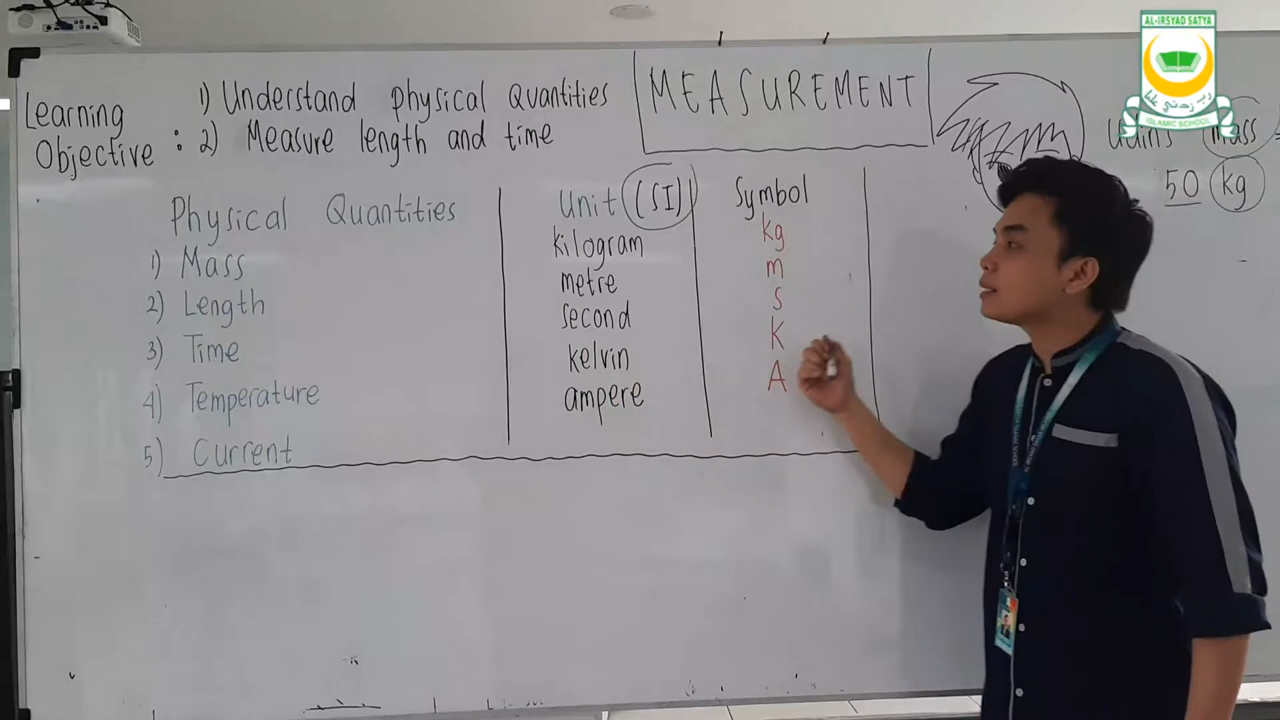 AL-IRSYAD SATYA
ISLAMIC SCHOOL
MEASUREMENT
Learning Objective :
1) Understand physical Quantities
2) Measure length and time
Udin's mass =
50 kg
Physical Quantities Unit (SI) Symbol
1) Mass kilogram kg
2) Length metre m
3) Time second s
4) Temperature kelvin K
5) Current ampere A